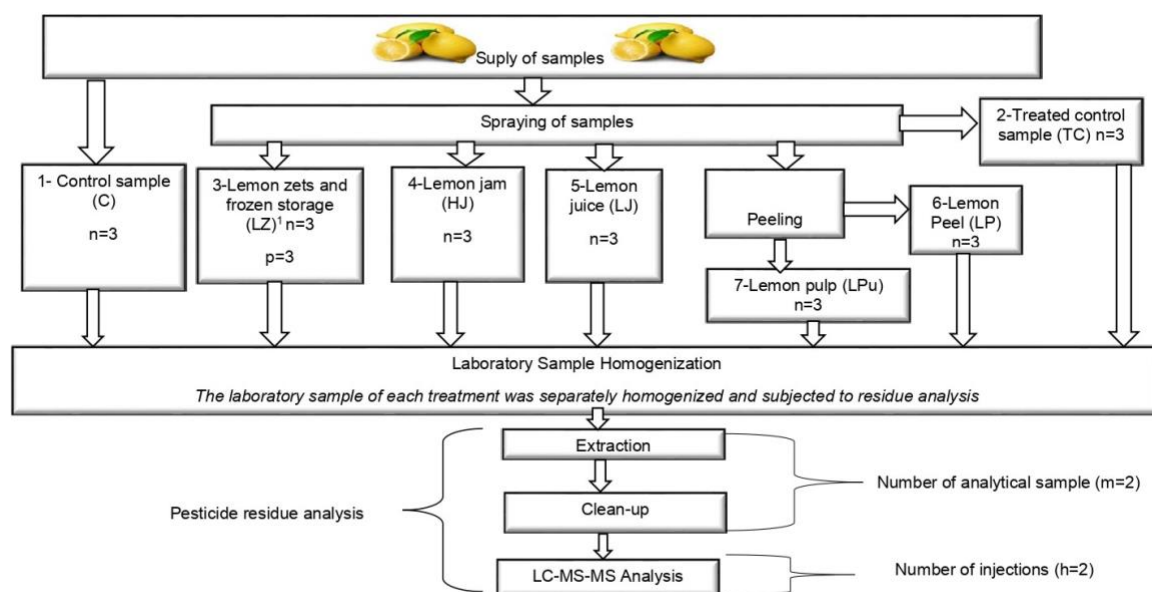 Suply of samples
Spraying of samples
2-Treated control
sample (TC) n=3
1- Control sample
(C)
n=3
3-Lemon zets and
frozen storage
(LZ)¹ n=3
p=3
4-Lemon jam
(HJ)
n=3
5-Lemon
juice (LJ)
n=3
Peeling
6-Lemon
Peel (LP)
n=3
7-Lemon pulp (LPu)
n=3
Laboratory Sample Homogenization
The laboratory sample of each treatment was separately homogenized and subjected to residue analysis
Extraction
Number of analytical sample (m=2)
Pesticide residue analysis
Clean-up
LC-MS-MS Analysis
Number of injections (h=2)